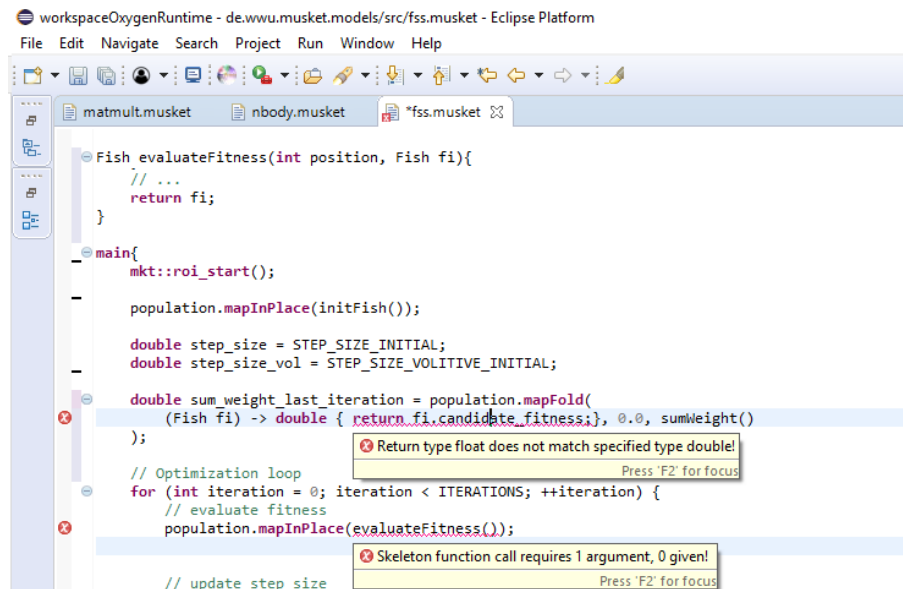 workspaceOxygenRuntime - de.wwu.musket.models/src/fss.musket - Eclipse Platform
File Edit Navigate Search Project Run Window Help
matmult.musket nbody.musket *fss.musket
Fish evaluateFitness(int position, Fish fi){
// ...
return fi;
}
main{
mkt::roi_start();
population.mapInPlace(initFish());
double step_size = STEP_SIZE_INITIAL;
double step_size_vol = STEP_SIZE_VOLITIVE_INITIAL;
double sum_weight_last_iteration = population.mapFold(
(Fish fi) -> double { return fi.candidate_fitness;}, 0.0, sumWeight()
);
Return type float does not match specified type double!
Press 'F2' for focus
// Optimization loop
for (int iteration = 0; iteration < ITERATIONS; ++iteration) {
// evaluate fitness
population.mapInPlace(evaluateFitness());
Skeleton function call requires 1 argument, 0 given!
Press 'F2' for focus
// update step size